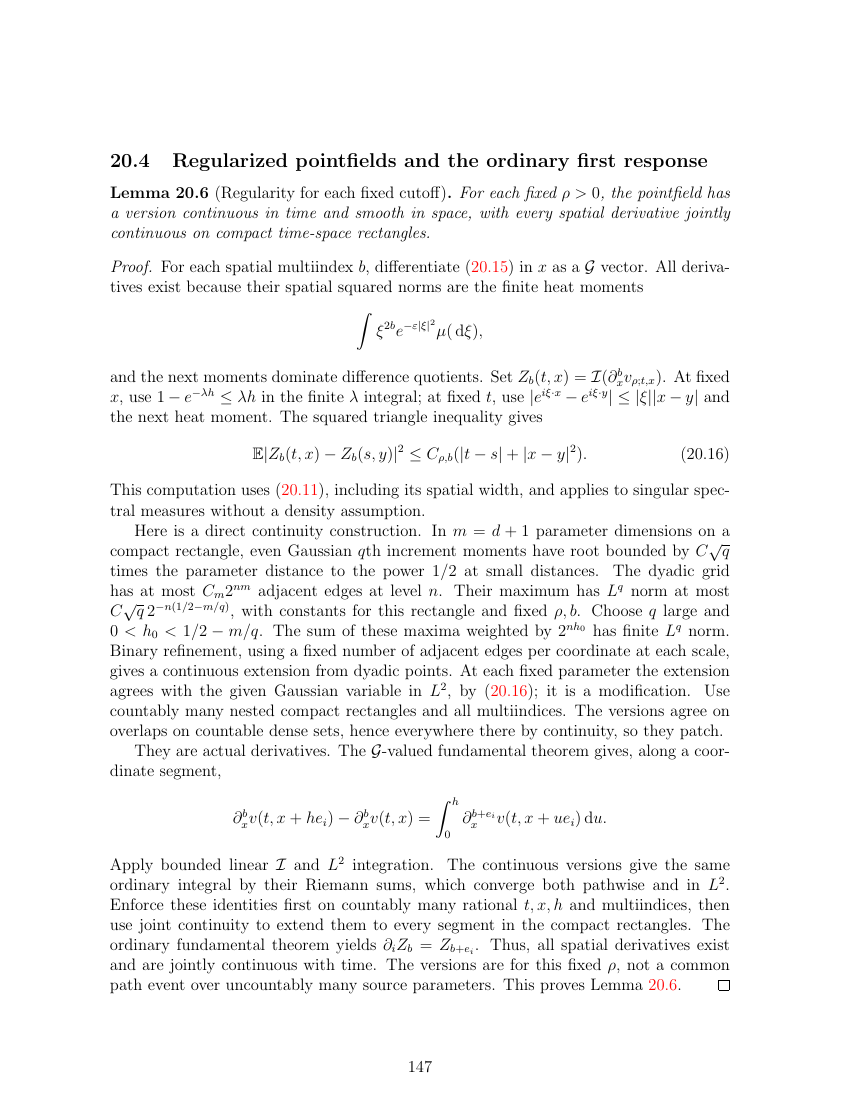 20.4 Regularized pointfields and the ordinary first response
Lemma 20.6 (Regularity for each fixed cutoff). For each fixed ρ > 0, the pointfield has
a version continuous in time and smooth in space, with every spatial derivative jointly
continuous on compact time-space rectangles.
Proof. For each spatial multiindex b, differentiate (20.15) in x as a 𝒢 vector. All deriva-
tives exist because their spatial squared norms are the finite heat moments
∫ ξ^{2b} e^{−ε|ξ|^2} μ( dξ),
and the next moments dominate difference quotients. Set Z_b(t, x) = ℐ(∂_x^b v_{ρ;t,x}). At fixed
x, use 1 − e^{−λh} ≤ λh in the finite λ integral; at fixed t, use |e^{iξ·x} − e^{iξ·y}| ≤ |ξ||x − y| and
the next heat moment. The squared triangle inequality gives
𝔼|Z_b(t, x) − Z_b(s, y)|^2 ≤ C_{ρ,b}(|t − s| + |x − y|^2). (20.16)
This computation uses (20.11), including its spatial width, and applies to singular spec-
tral measures without a density assumption.
Here is a direct continuity construction. In m = d + 1 parameter dimensions on a
compact rectangle, even Gaussian qth increment moments have root bounded by C√q
times the parameter distance to the power 1/2 at small distances. The dyadic grid
has at most C_m 2^{nm} adjacent edges at level n. Their maximum has L^q norm at most
C√q 2^{−n(1/2−m/q)}, with constants for this rectangle and fixed ρ, b. Choose q large and
0 < h_0 < 1/2 − m/q. The sum of these maxima weighted by 2^{nh_0} has finite L^q norm.
Binary refinement, using a fixed number of adjacent edges per coordinate at each scale,
gives a continuous extension from dyadic points. At each fixed parameter the extension
agrees with the given Gaussian variable in L^2, by (20.16); it is a modification. Use
countably many nested compact rectangles and all multiindices. The versions agree on
overlaps on countable dense sets, hence everywhere there by continuity, so they patch.
They are actual derivatives. The 𝒢-valued fundamental theorem gives, along a coor-
dinate segment,
∂_x^b v(t, x + he_i) − ∂_x^b v(t, x) = ∫_0^h ∂_x^{b+e_i} v(t, x + ue_i) du.
Apply bounded linear ℐ and L^2 integration. The continuous versions give the same
ordinary integral by their Riemann sums, which converge both pathwise and in L^2.
Enforce these identities first on countably many rational t, x, h and multiindices, then
use joint continuity to extend them to every segment in the compact rectangles. The
ordinary fundamental theorem yields ∂_i Z_b = Z_{b+e_i}. Thus, all spatial derivatives exist
and are jointly continuous with time. The versions are for this fixed ρ, not a common
path event over uncountably many source parameters. This proves Lemma 20.6. □
147